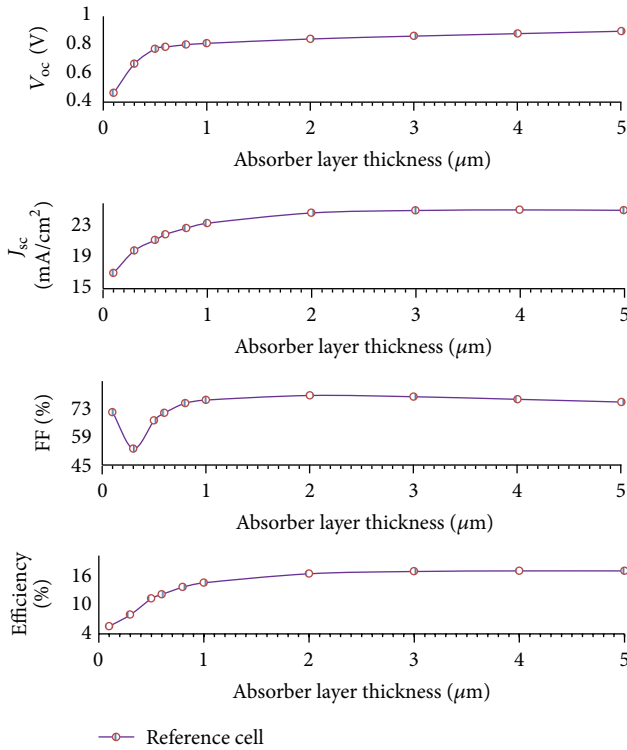 1
0.8
0.6
0.4
V_oc (V)
0 1 2 3 4 5
Absorber layer thickness (μm)
23
19
15
J_sc
(mA/cm²)
0 1 2 3 4 5
Absorber layer thickness (μm)
73
59
45
FF (%)
0 1 2 3 4 5
Absorber layer thickness (μm)
16
10
4
Efficiency
(%)
0 1 2 3 4 5
Absorber layer thickness (μm)
Reference cell